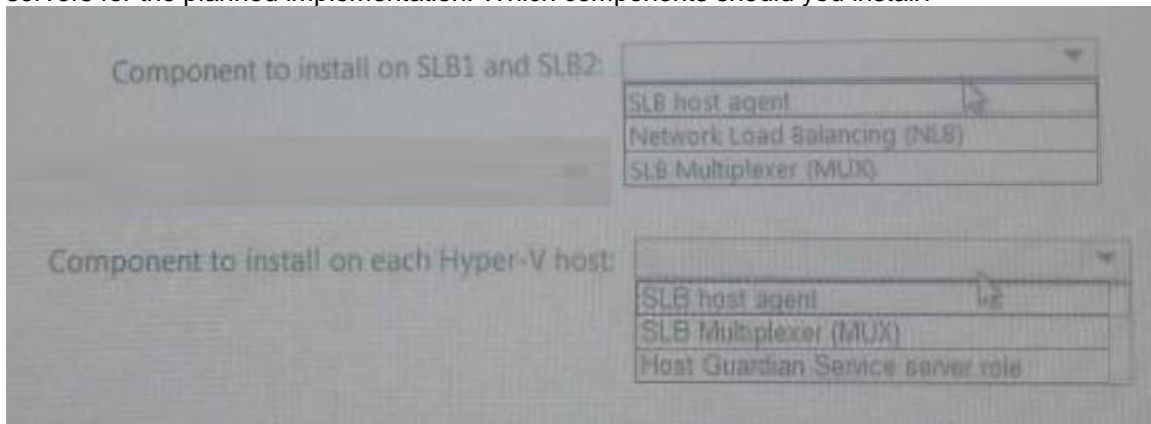 servers for the planned implementation. Which components should you install?
Component to install on SLB1 and SLB2:
SLB host agent
Network Load Balancing (NLB)
SLB Multiplexer (MUX)
Component to install on each Hyper-V host:
SLB host agent
SLB Multiplexer (MUX)
Host Guardian Service server role